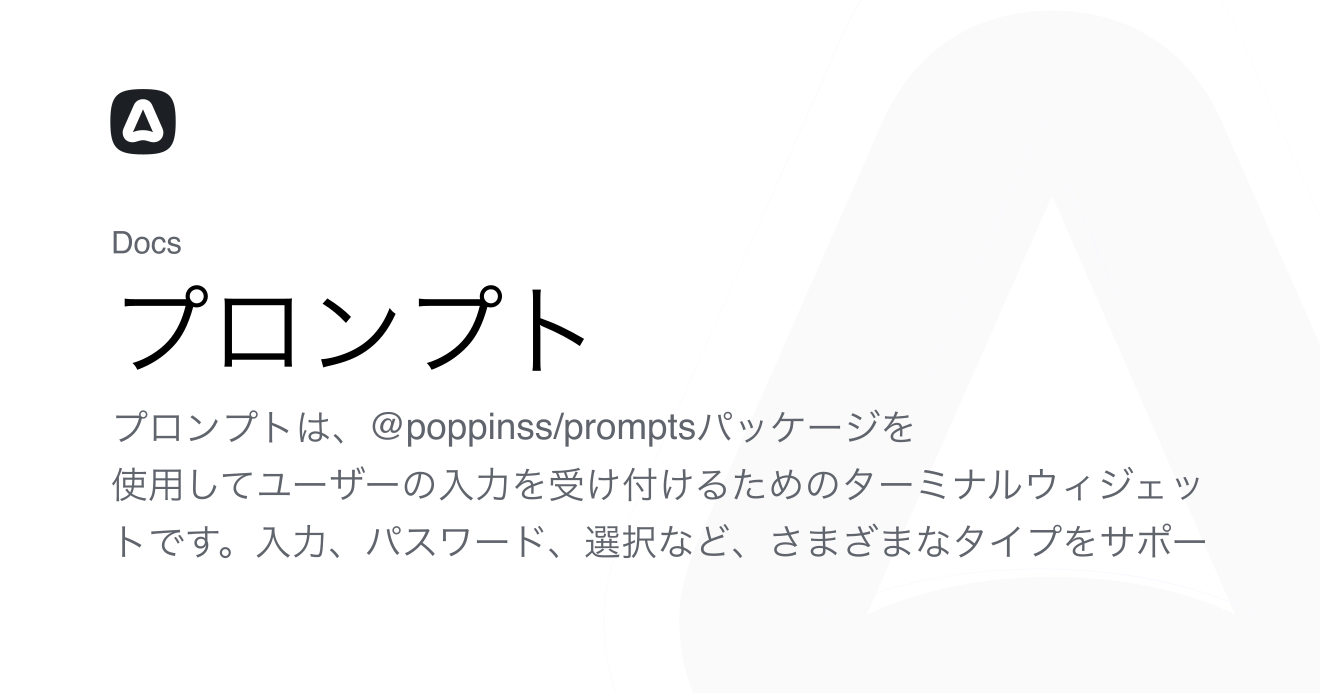 Docs
プロンプト
プロンプトは、@poppinss/promptsパッケージを
使用してユーザーの入力を受け付けるためのターミナルウィジェッ
トです。入力、パスワード、選択など、さまざまなタイプをサポー